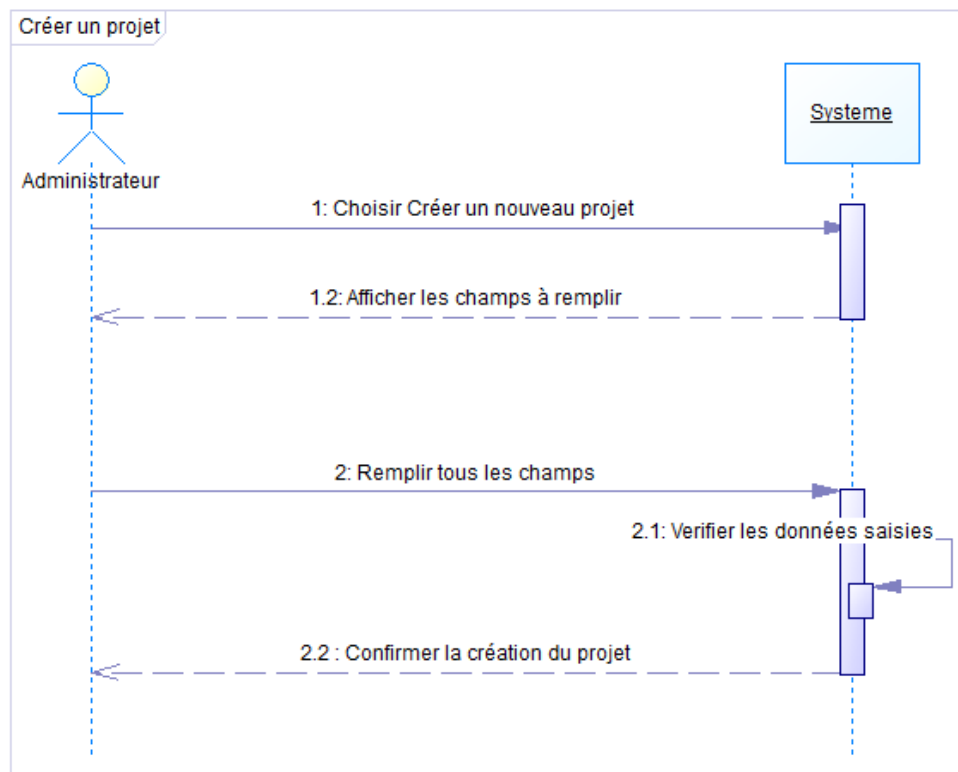 Créer un projet
Systeme
Administrateur
1: Choisir Créer un nouveau projet
1.2: Afficher les champs à remplir
2: Remplir tous les champs
2.1: Verifier les données saisies
2.2 : Confirmer la création du projet